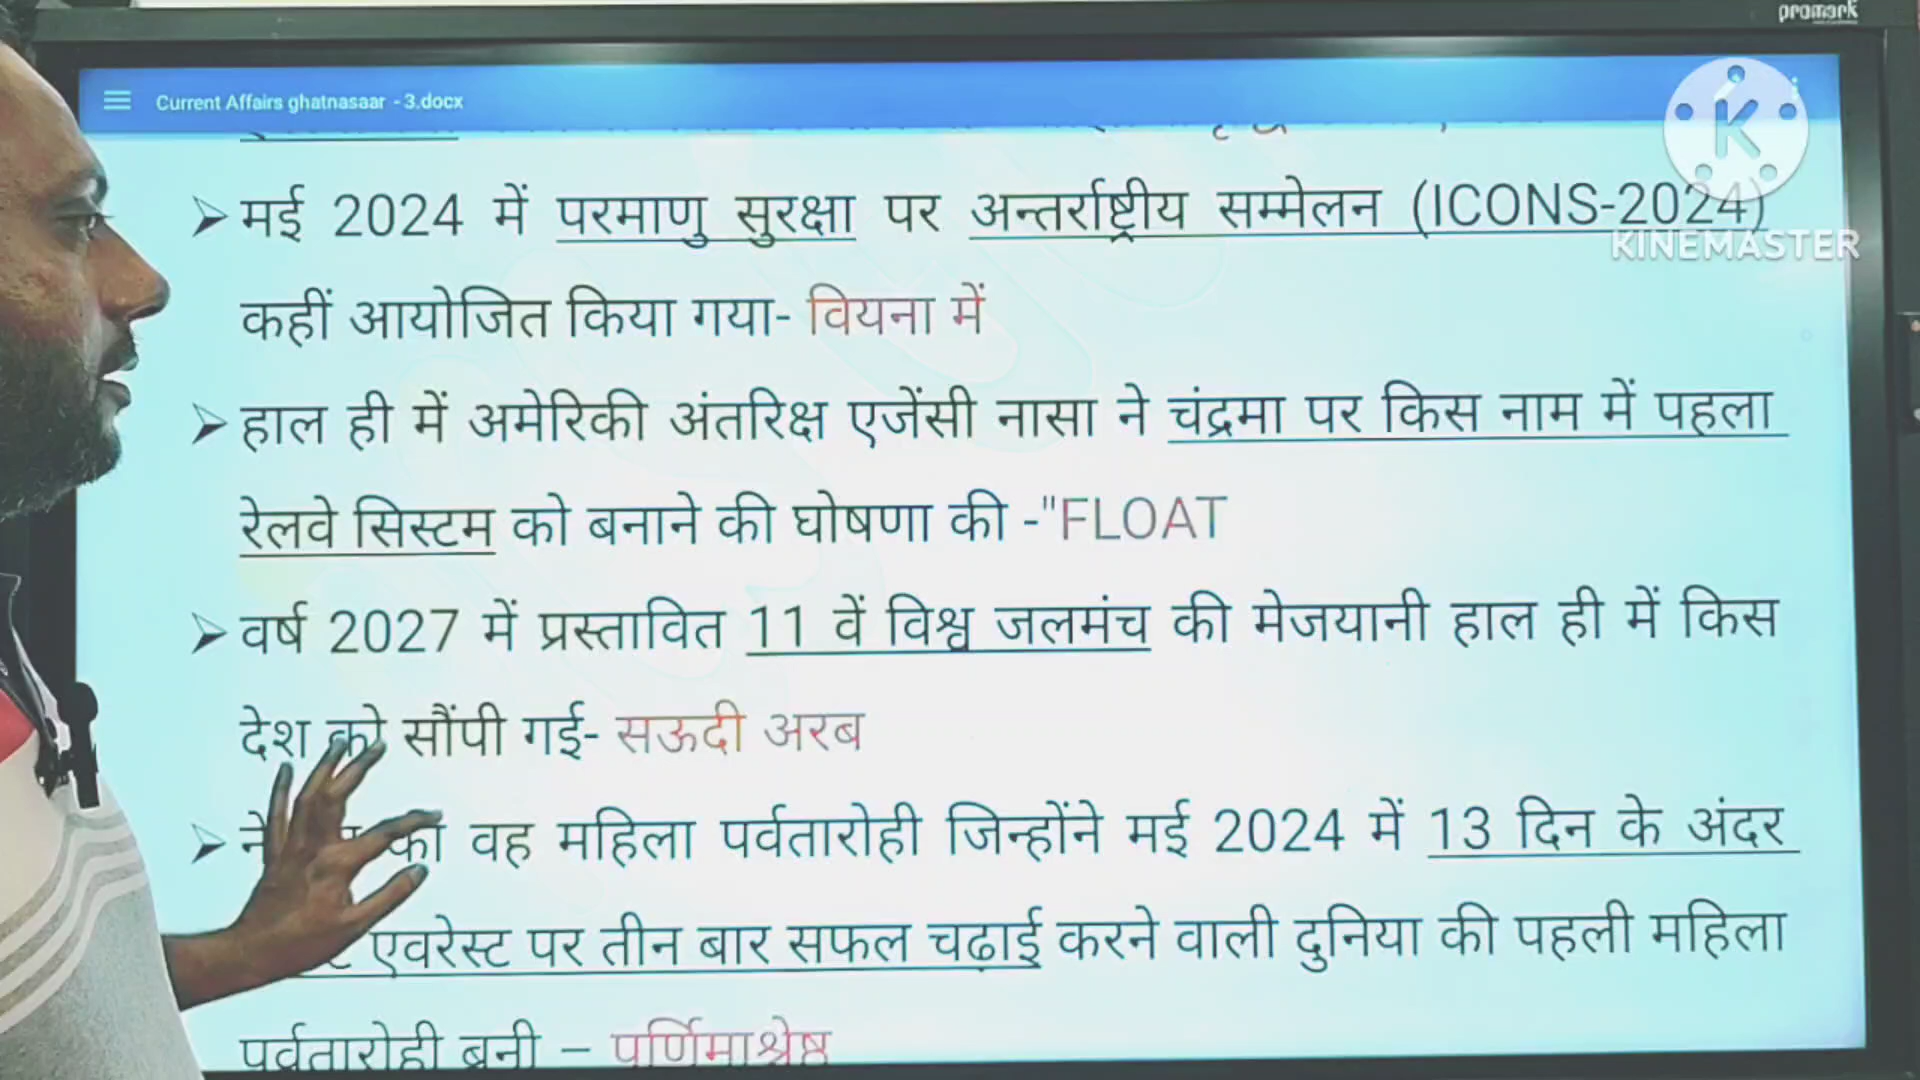 promark
Current Affairs ghatnasaar - 3.docx
➢ मई 2024 में परमाणु सुरक्षा पर अन्तर्राष्ट्रीय सम्मेलन (ICONS-2024)
KINEMASTER
कहीं आयोजित किया गया- वियना में
➢ हाल ही में अमेरिकी अंतरिक्ष एजेंसी नासा ने चंद्रमा पर किस नाम में पहला
रेलवे सिस्टम को बनाने की घोषणा की -"FLOAT
➢ वर्ष 2027 में प्रस्तावित 11 वें विश्व जलमंच की मेजयानी हाल ही में किस
देश को सौंपी गई- सऊदी अरब
➢ का वह महिला पर्वतारोही जिन्होंने मई 2024 में 13 दिन के अंदर
एवरेस्ट पर तीन बार सफल चढ़ाई करने वाली दुनिया की पहली महिला
पर्वतारोही बनी – पूर्णिमाश्रेष्ठ